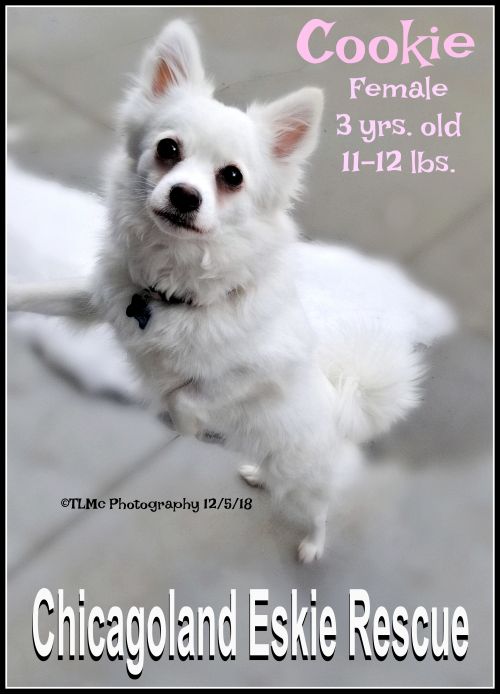 Cookie
Female
3 yrs. old
11-12 lbs.
©TLMc Photography 12/5/18
Chicagoland Eskie Rescue